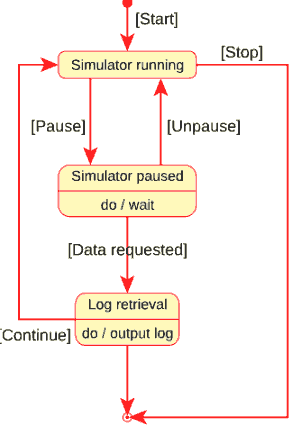 [Start]
Simulator running
[Stop]
[Pause]
[Unpause]
Simulator paused
do / wait
[Data requested]
Log retrieval
[Continue]
do / output log